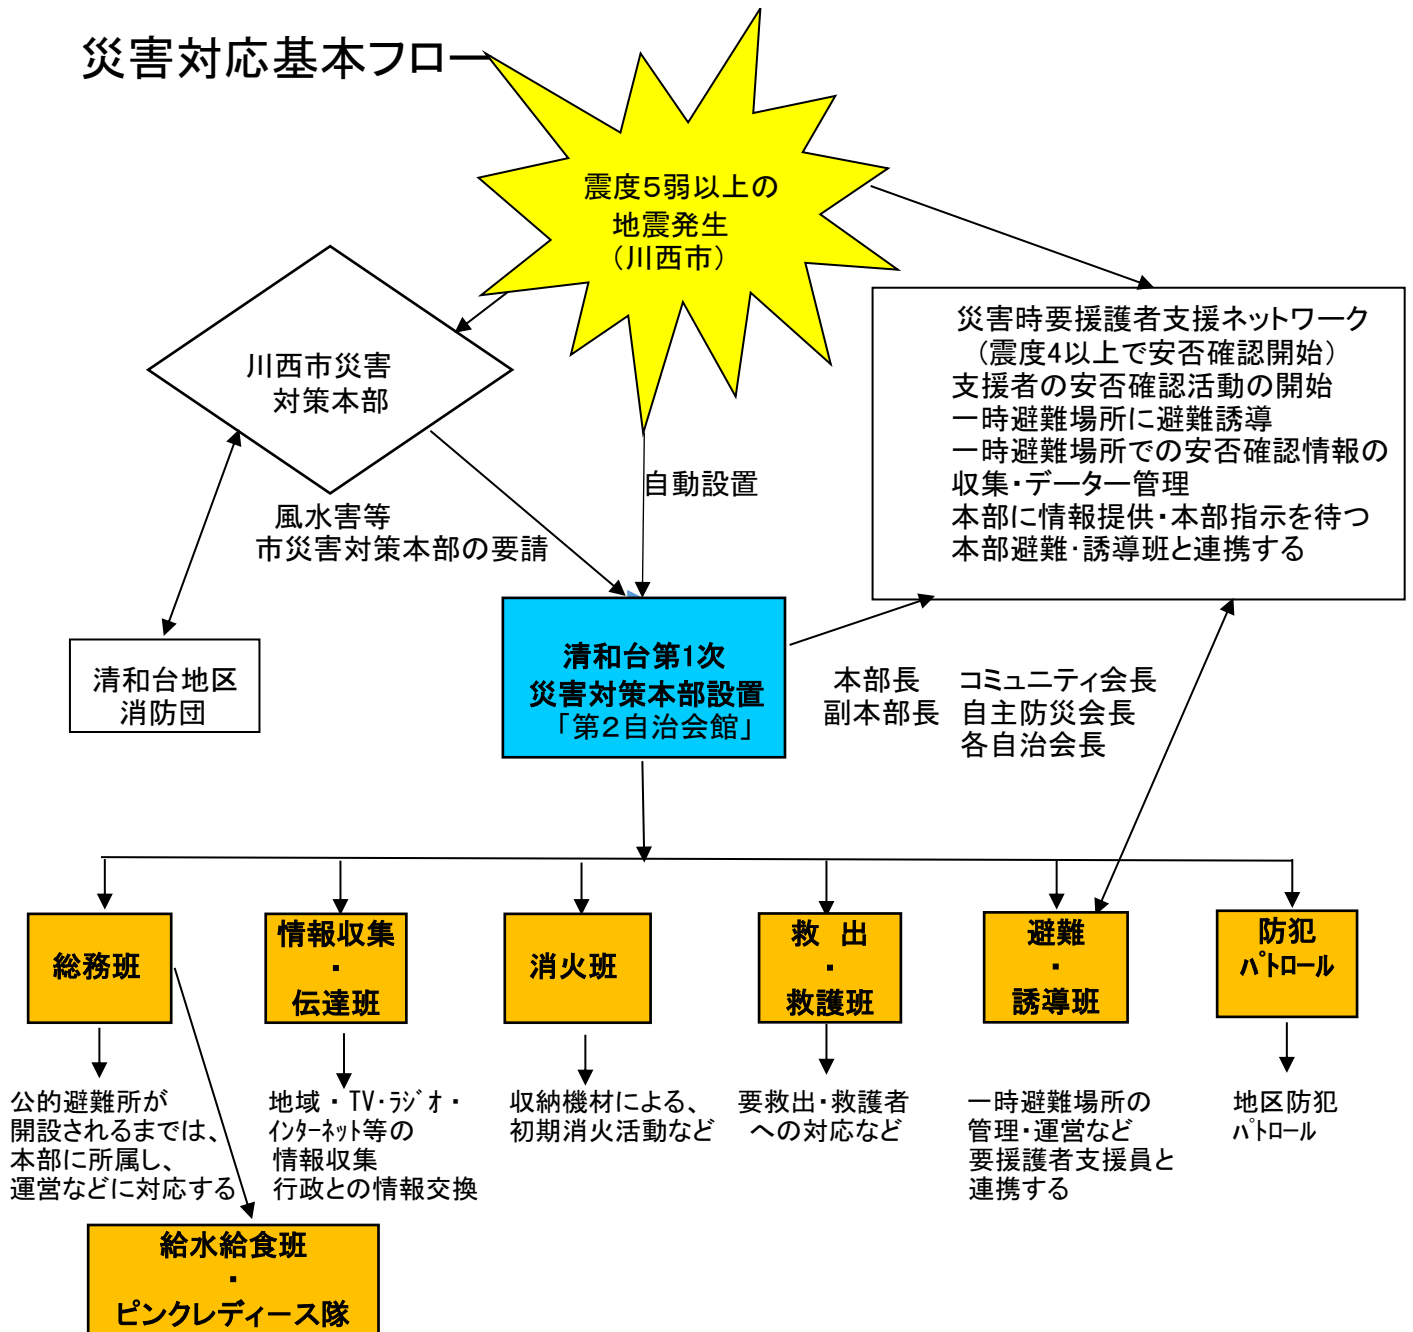 災害対応基本フロー
震度5弱以上の
地震発生
（川西市）
川西市災害
対策本部
災害時要援護者支援ネットワーク
（震度4以上で安否確認開始）
支援者の安否確認活動の開始
一時避難場所に避難誘導
一時避難場所での安否確認情報の
収集・データー管理
本部に情報提供・本部指示を待つ
本部避難・誘導班と連携する
自動設置
風水害等
市災害対策本部の要請
清和台地区
消防団
清和台第1次
災害対策本部設置
「第2自治会館」
本部長　コミュニティ会長
副本部長　自主防災会長
各自治会長
総務班
情報収集
・
伝達班
消火班
救　出
・
救護班
避難
・
誘導班
防犯
ﾊﾟﾄﾛｰﾙ
公的避難所が
開設されるまでは、
本部に所属し、
運営などに対応する
地域・TV・ﾗｼﾞｵ・
ｲﾝﾀｰﾈｯﾄ等の
情報収集
行政との情報交換
収納機材による、
初期消火活動など
要救出・救護者
への対応など
一時避難場所の
管理・運営など
要援護者支援員と
連携する
地区防犯
ﾊﾟﾄﾛｰﾙ
給水給食班
・
ピンクレディース隊